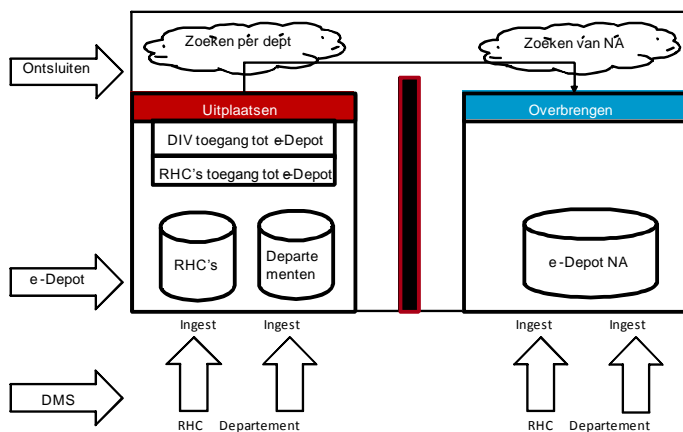 Zoeken per dept
Zoeken van NA
Ontsluiten
Uitplaatsen
Overbrengen
DIV toegang tot e-Depot
RHC's toegang tot e-Depot
RHC's
Departe
menten
e-Depot NA
e-Depot
Ingest
Ingest
Ingest
Ingest
DMS
RHC
Departement
RHC
Departement